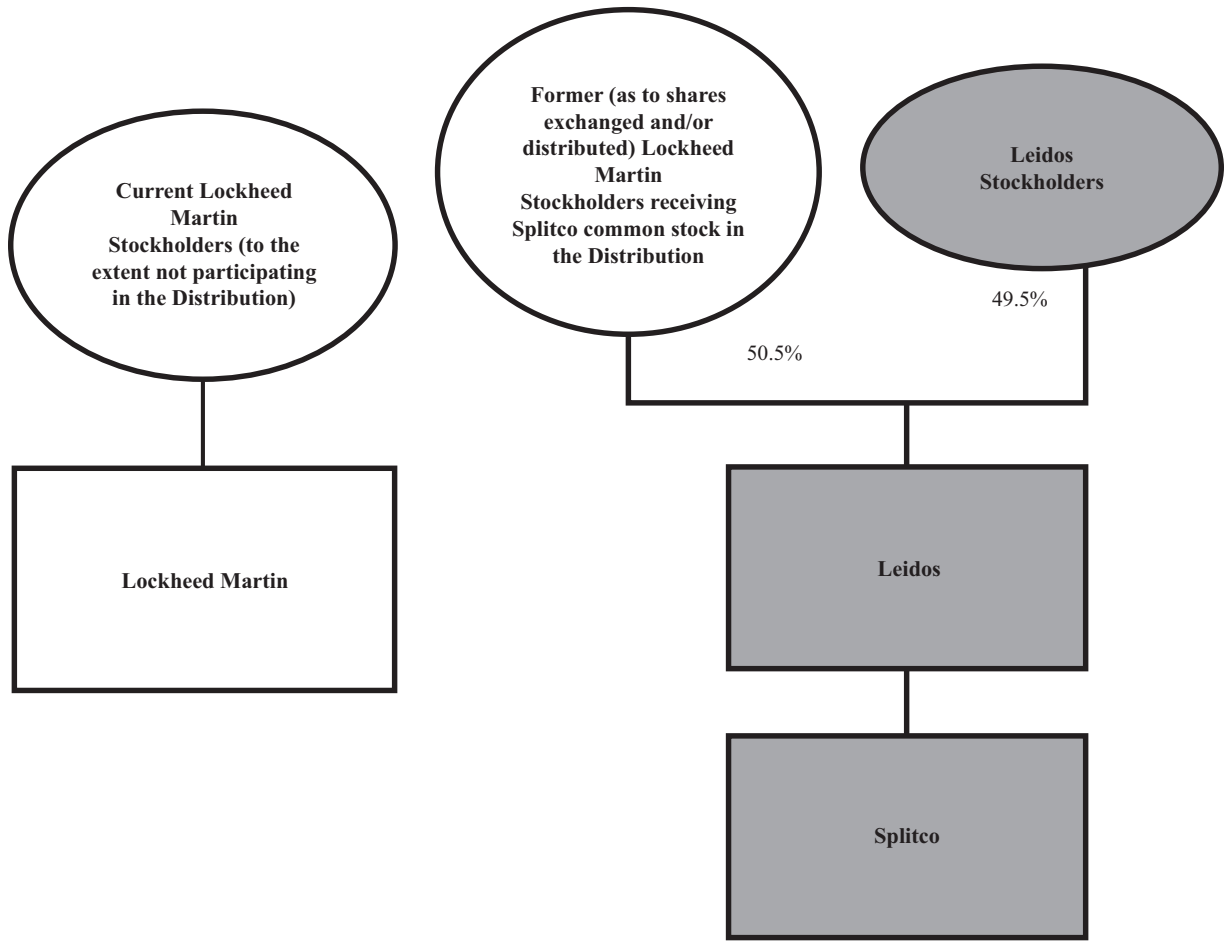 Current Lockheed
Martin
Stockholders (to the
extent not participating
in the Distribution)
Former (as to shares
exchanged and/or
distributed) Lockheed
Martin
Stockholders receiving
Splitco common stock in
the Distribution
Leidos
Stockholders
49.5%
50.5%
Lockheed Martin
Leidos
Splitco